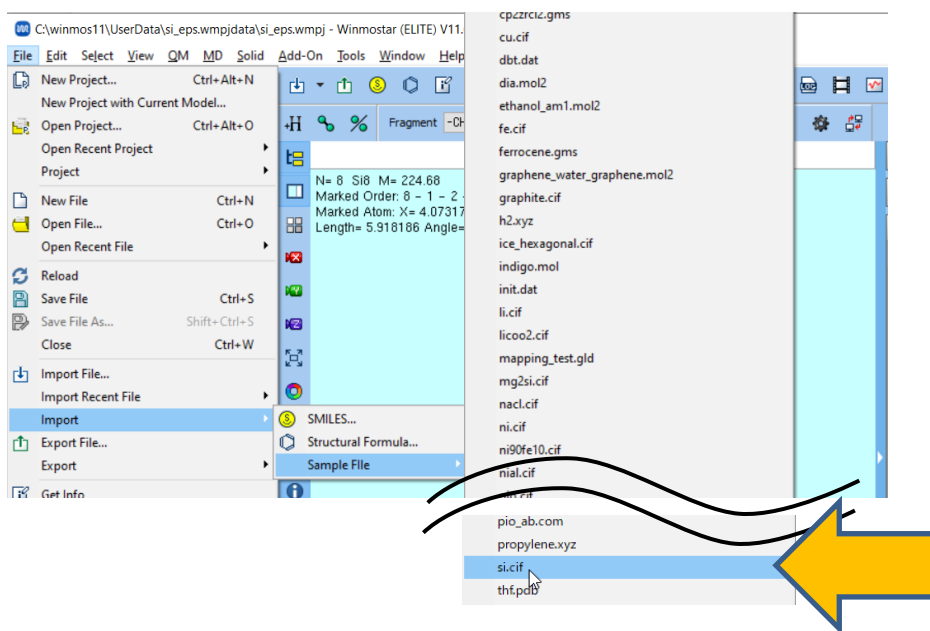 C:\winmos11\UserData\si_eps.wmpjdata\si_eps.wmpj - Winmostar (ELITE) V11.
File Edit Select View QM MD Solid Add-On Tools Window Help
New Project... Ctrl+Alt+N
New Project with Current Model...
Open Project... Ctrl+Alt+O
Open Recent Project
Project
New File Ctrl+N
Open File... Ctrl+O
Open Recent File
Reload
Save File Ctrl+S
Save File As... Shift+Ctrl+S
Close Ctrl+W
Import File...
Import Recent File
Import
Export File...
Export
Get Info
SMILES...
Structural Formula...
Sample FIle
LOG
+H % % Fragment -CH
N= 8 Si8 M= 224.68
Marked Order: 8 - 1 - 2 -
Marked Atom: X= 4.07317
Length= 5.918186 Angle=
cp2zrcl2.gms
cu.cif
dbt.dat
dia.mol2
ethanol_am1.mol2
fe.cif
ferrocene.gms
graphene_water_graphene.mol2
graphite.cif
h2.xyz
ice_hexagonal.cif
indigo.mol
init.dat
li.cif
licoo2.cif
mapping_test.gld
mg2si.cif
nacl.cif
ni.cif
ni90fe10.cif
nial.cif
pio_ab.com
propylene.xyz
si.cif
thf.pdb